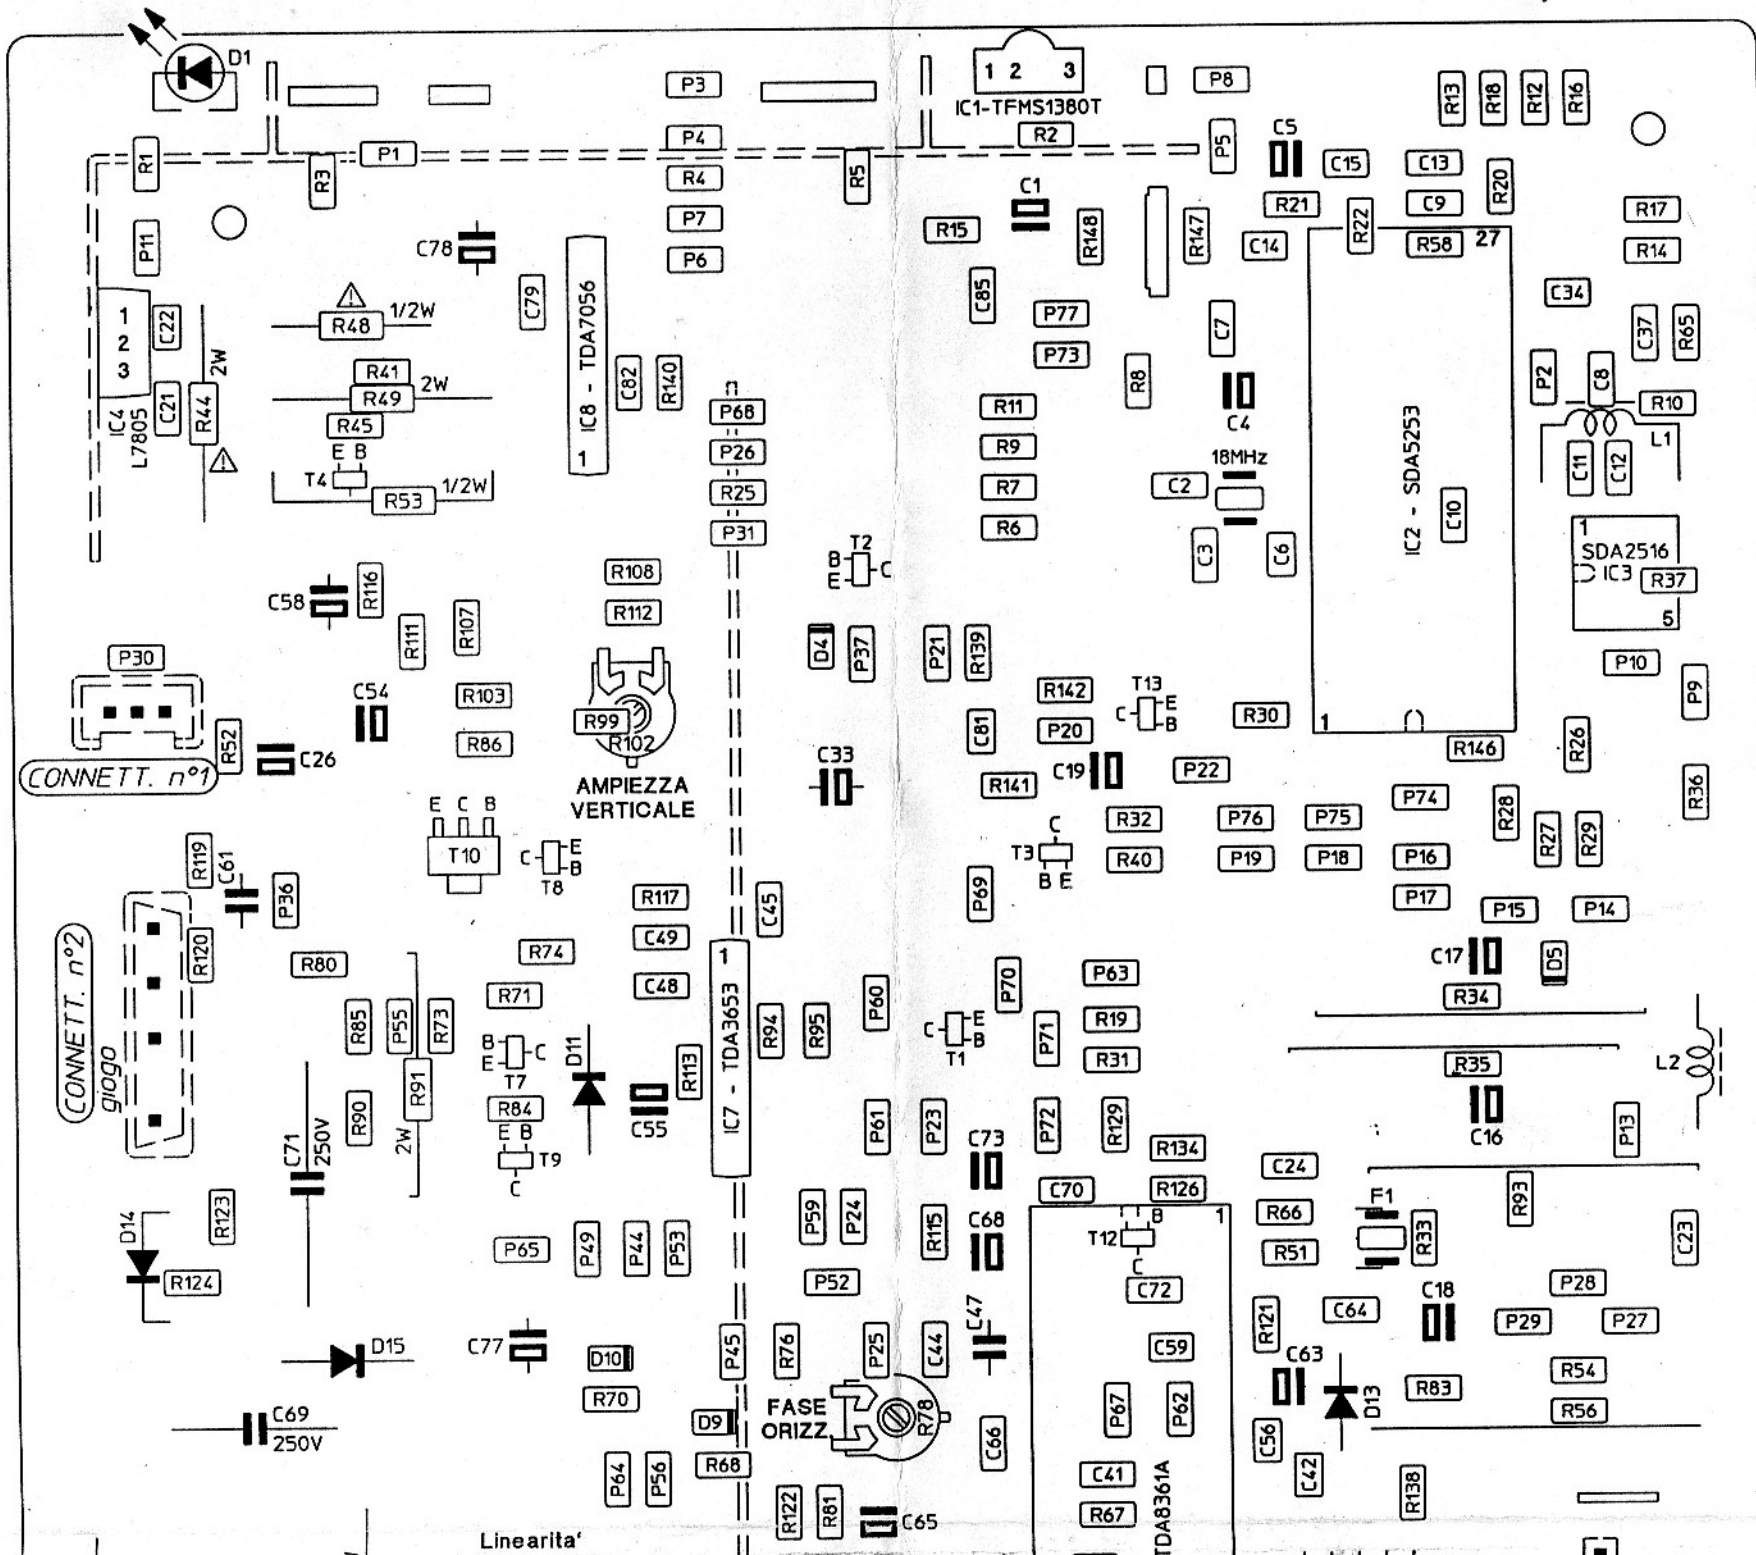 D1
1 2 3
IC1-TFMS1380T
P3
P8
R13
R18
R12
R16
P4
R2
P5
C5
R1
P1
R3
R4
R5
C15
C13
R20
C1
R21
C9
R17
P11
C78
P7
R15
R148
R147
C14
R22
R58
27
R14
P6
C79
C85
C34
1
2
3
C22
R48
1/2W
P77
C7
C37
R65
2W
R41
R49
2W
IC8 - TDA7056
1
C82
R140
P73
R8
P2
C8
R10
IC4
L7805
C21
R44
R45
P68
R11
C4
L1
E B
T4
R53
1/2W
P26
R9
18MHz
C11
C12
R25
R7
C2
IC2 - SDA5253
C10
P31
R6
C3
C6
1
SDA2516
IC3
R37
5
T2
B
E
C
R108
C58
R116
R112
R111
R107
D4
P37
P21
R139
P10
P30
P9
C54
R103
R99
R102
R142
T13
C
E
B
R30
1
R52
C26
R86
C81
P20
R146
R26
CONNETT. n°1
AMPIEZZA
VERTICALE
C33
R141
C19
P22
P74
R36
E C B
T10
R32
P76
P75
R28
R27
R29
R119
C61
P36
C
E
B
T8
C
T3
B E
R40
P19
P18
P16
R117
C45
P69
P17
P15
P14
CONNETT. n°2
giogo
R120
C49
R80
R74
1
C17
D5
C48
P70
P63
R71
R34
R85
P55
R73
P60
R94
R95
C
E
B
T1
P71
R19
B
E
C
T7
D11
R113
IC7 - TDA3653
R31
R35
L2
R91
R90
2W
R84
C55
P61
P23
P72
R129
C16
P13
C71
250V
E B
T9
C
C73
R134
C24
C70
R126
R93
D14
R123
P59
P24
R115
C68
B
T12
C
1
R66
F1
R33
C23
P65
P49
P44
P53
R51
R124
P52
C72
P28
C47
R121
C64
C18
P29
P27
D15
C77
D10
P45
R76
P25
C44
C59
C63
R54
R70
R83
D13
C69
250V
D9
FASE
ORIZZ.
R78
P67
P62
R56
C66
C56
R68
P64
P56
C41
C42
R138
R122
R81
C65
R67
TDA8361A
Linearita'